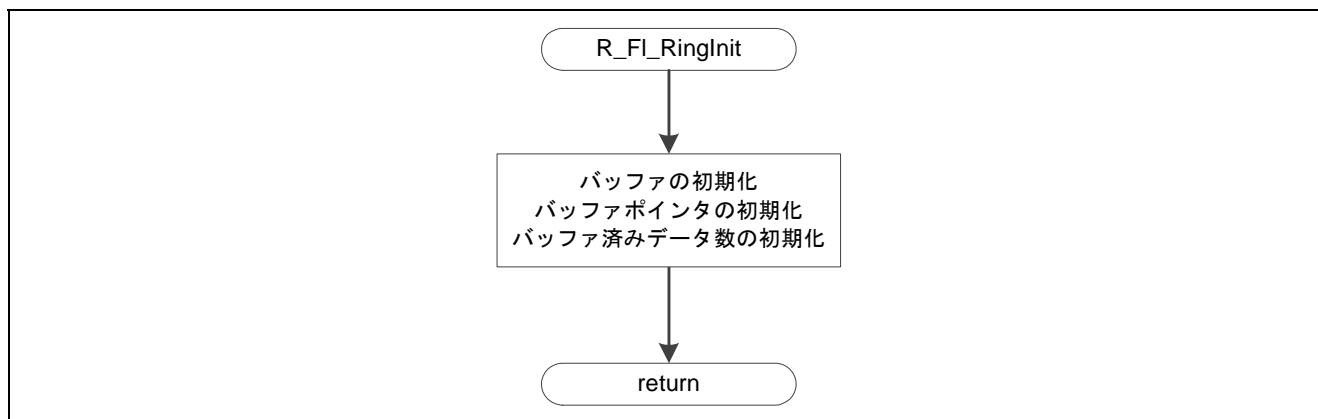 R_Fl_RingInit
バッファの初期化
バッファポインタの初期化
バッファ済みデータ数の初期化
return